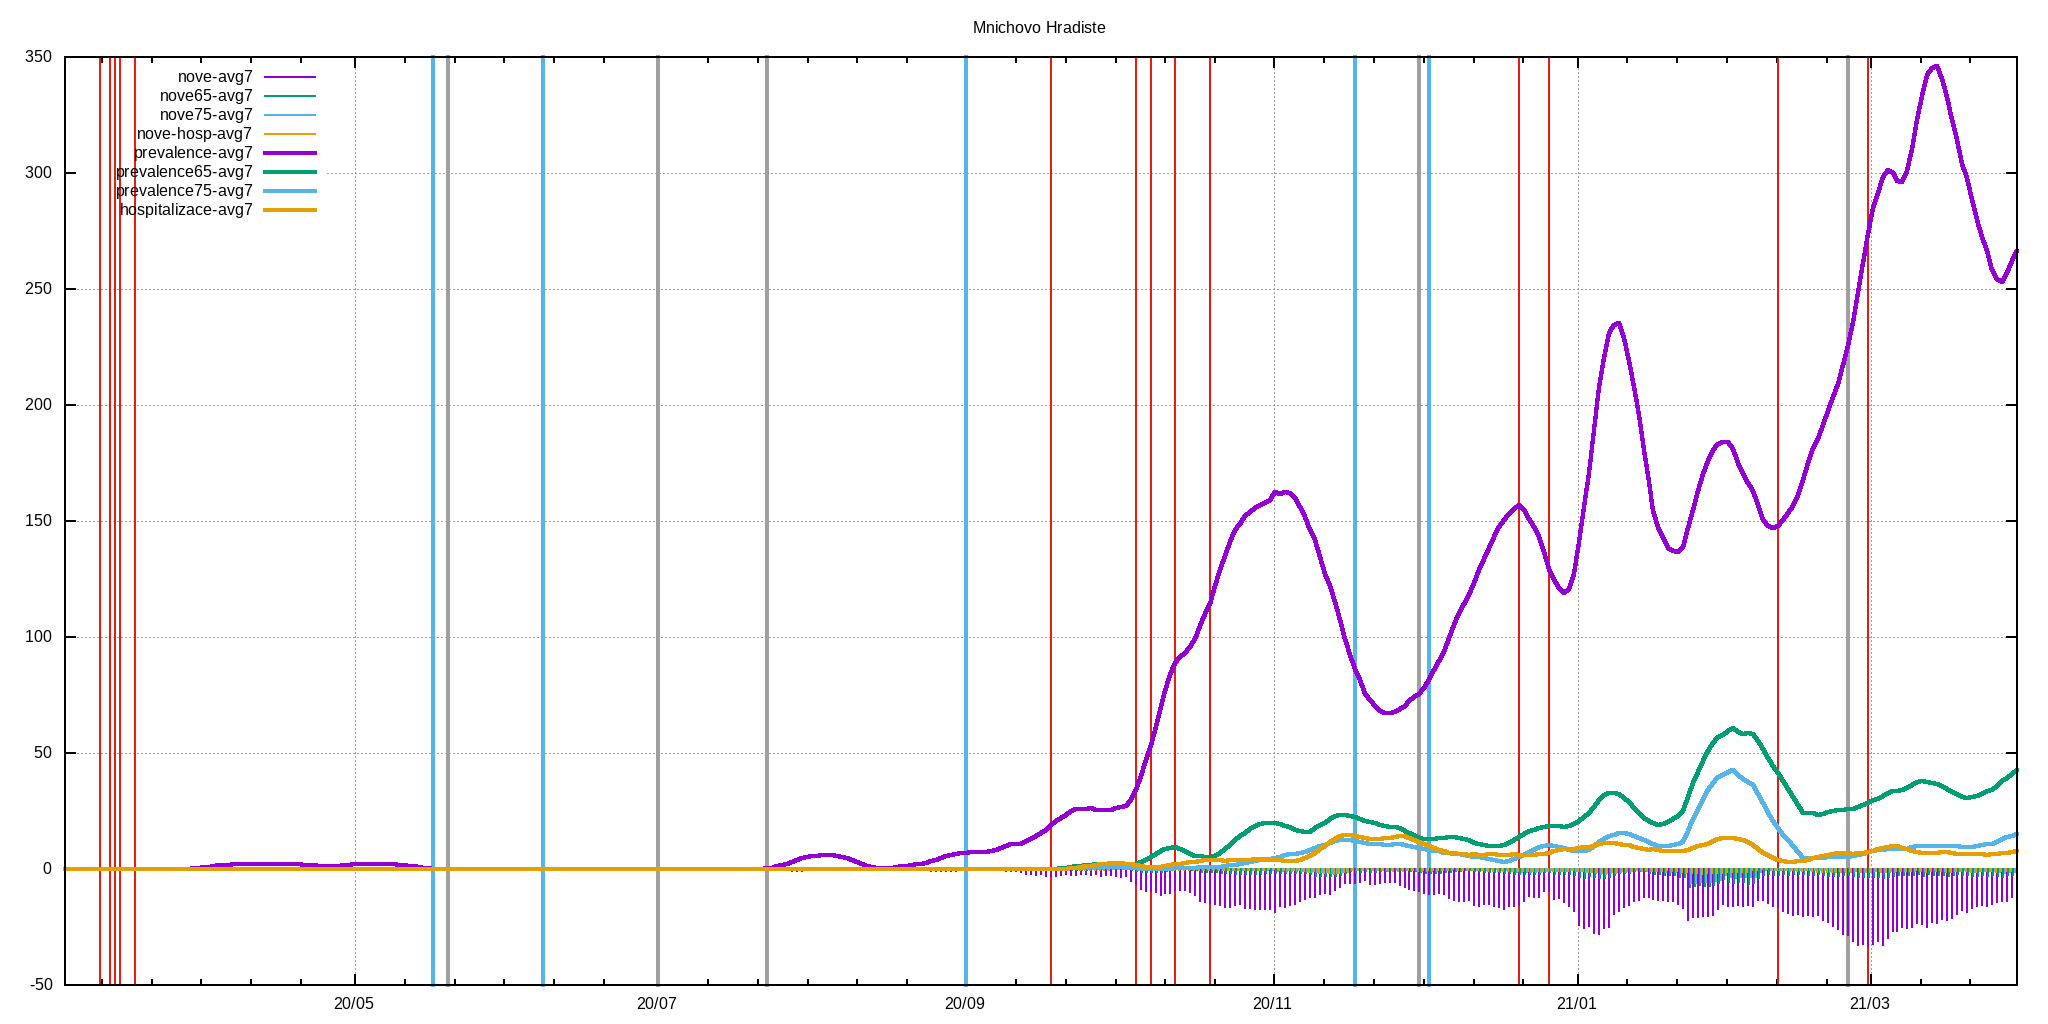 Mnichovo Hradiste
350
300
250
200
150
100
50
0
-50
nove-avg7
nove65-avg7
nove75-avg7
nove-hosp-avg7
prevalence-avg7
prevalence65-avg7
prevalence75-avg7
hospitalizace-avg7
20/05 20/07 20/09 20/11 21/01 21/03